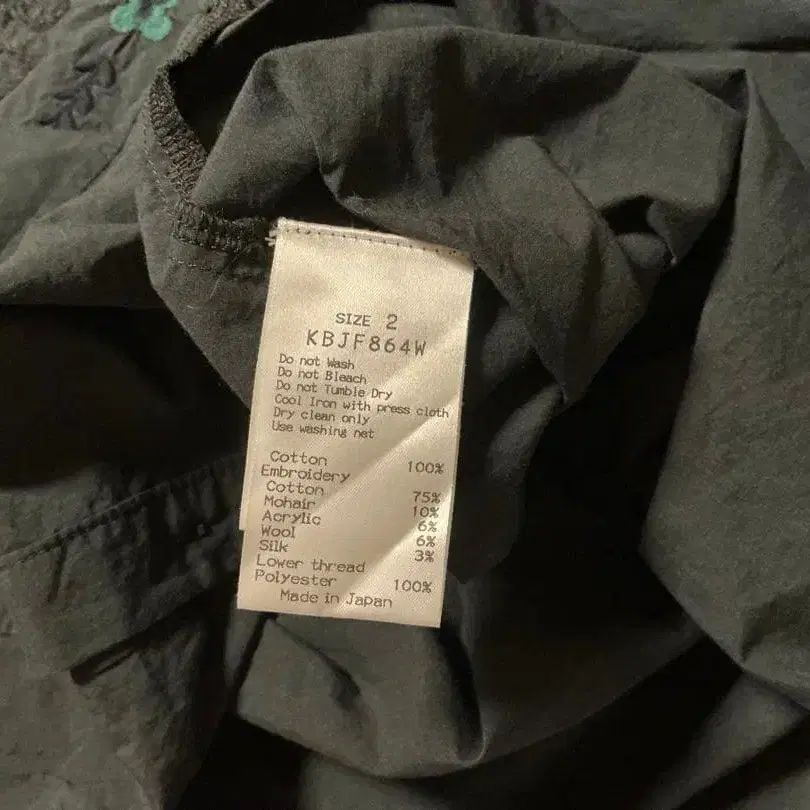 SIZE 2
KBJF864W
Do not Wash
Do not Bleach
Do not Tumble Dry
Cool Iron with press cloth
Dry clean only
Use washing net
Cotton 100%
Embroidery
Cotton 75%
Mohair 10%
Acrylic 6%
Wool 6%
Silk 3%
Lower thread
Polyester 100%
Made in Japan